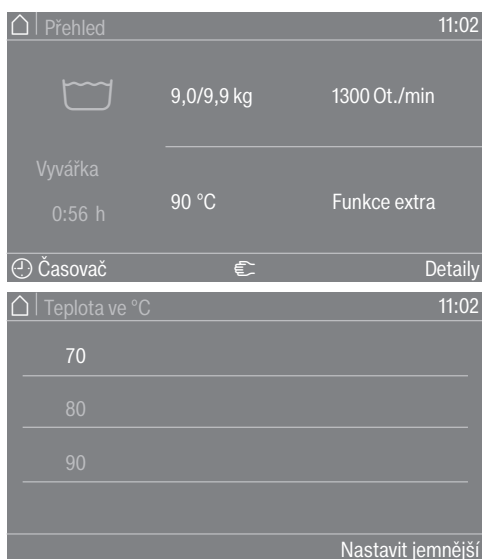 Přehled 11:02
9,0/9,9 kg 1300 Ot./min
Vyvářka
0:56 h
90 °C Funkce extra
Časovač Detaily
Teplota ve °C 11:02
70
80
90
Nastavit jemnější